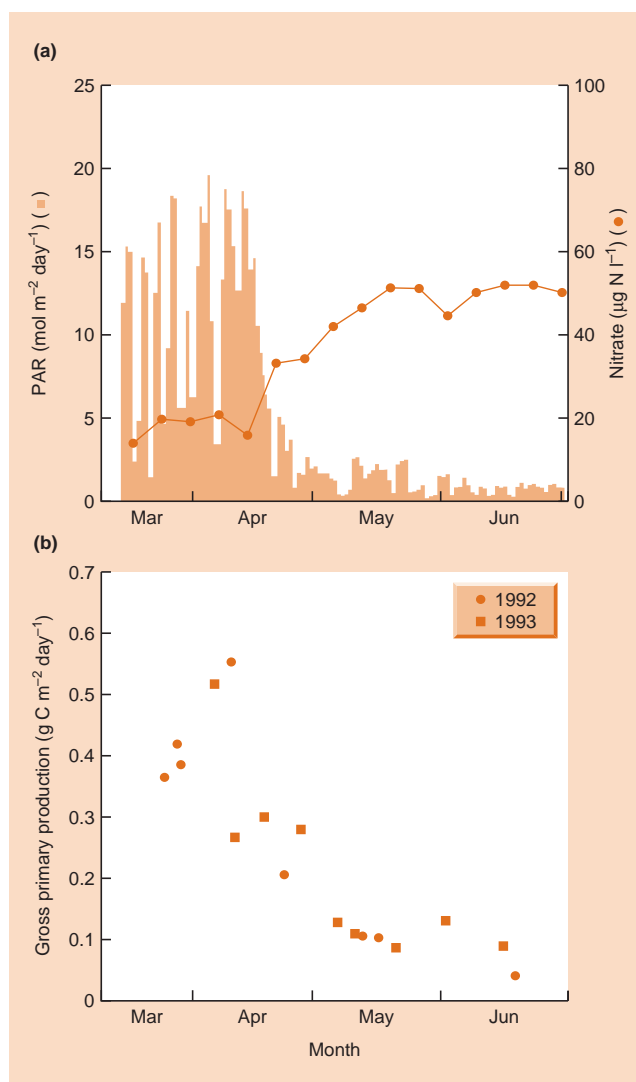 (a)
25
20
15
10
5
0
PAR (mol m⁻² day⁻¹) (■)
100
80
60
40
20
0
Nitrate (μg N l⁻¹) (●)
Mar Apr May Jun
(b)
0.7
0.6
0.5
0.4
0.3
0.2
0.1
0
Gross primary production (g C m⁻² day⁻¹)
1992
1993
Mar Apr May Jun
Month